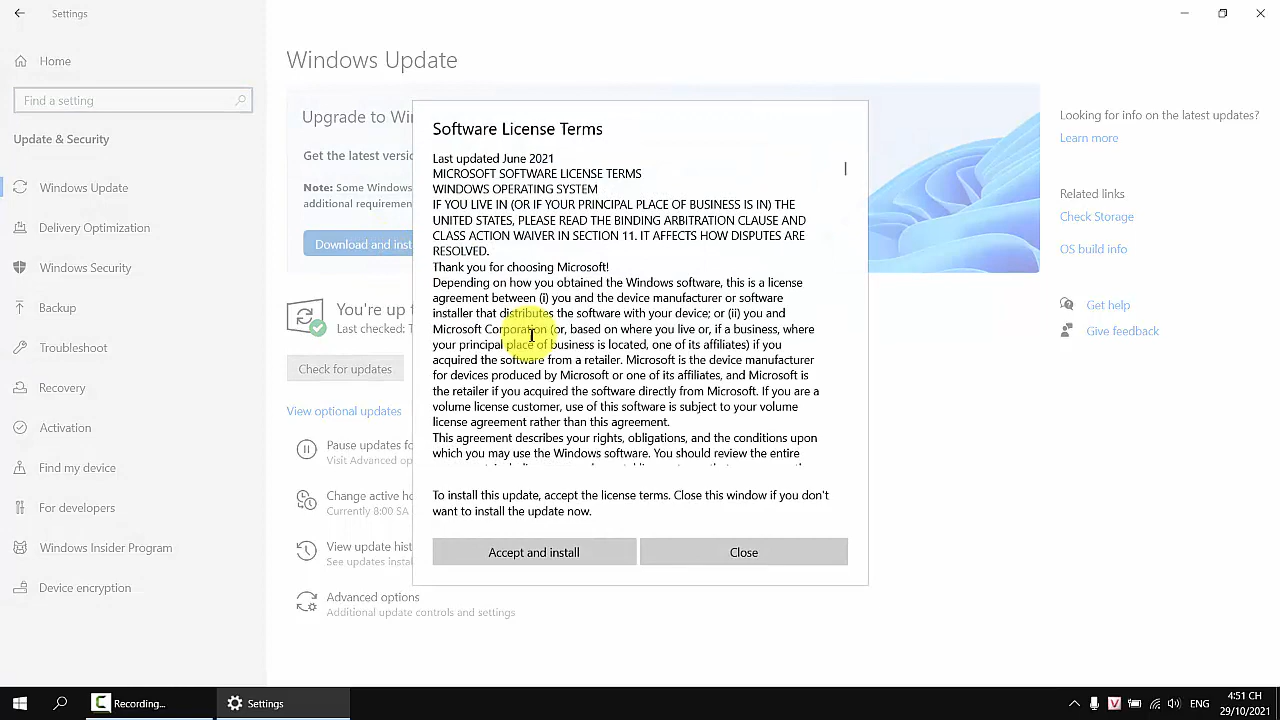 Settings
Home
Find a setting
Update & Security
Windows Update
Delivery Optimization
Windows Security
Backup
Troubleshoot
Recovery
Activation
Find my device
For developers
Windows Insider Program
Device encryption
Windows Update
Upgrade to Wi
Get the latest versio
Note: Some Windows
additional requiremen
Download and inst
You're up t
Last checked: T
Check for updates
View optional updates
Pause updates fo
Visit Advanced op
Change active ho
Currently 8:00 SA
View update hist
See updates instal
Advanced options
Additional update controls and settings
Software License Terms
Last updated June 2021
MICROSOFT SOFTWARE LICENSE TERMS
WINDOWS OPERATING SYSTEM
IF YOU LIVE IN (OR IF YOUR PRINCIPAL PLACE OF BUSINESS IS IN) THE
UNITED STATES, PLEASE READ THE BINDING ARBITRATION CLAUSE AND
CLASS ACTION WAIVER IN SECTION 11. IT AFFECTS HOW DISPUTES ARE
RESOLVED.
Thank you for choosing Microsoft!
Depending on how you obtained the Windows software, this is a license
agreement between (i) you and the device manufacturer or software
installer that distributes the software with your device; or (ii) you and
Microsoft Corporation (or, based on where you live or, if a business, where
your principal place of business is located, one of its affiliates) if you
acquired the software from a retailer. Microsoft is the device manufacturer
for devices produced by Microsoft or one of its affiliates, and Microsoft is
the retailer if you acquired the software directly from Microsoft. If you are a
volume license customer, use of this software is subject to your volume
license agreement rather than this agreement.
This agreement describes your rights, obligations, and the conditions upon
which you may use the Windows software. You should review the entire
To install this update, accept the license terms. Close this window if you don't
want to install the update now.
Accept and install
Close
Looking for info on the latest updates?
Learn more
Related links
Check Storage
OS build info
Get help
Give feedback
Recording...
Settings
ENG
4:51 CH
29/10/2021